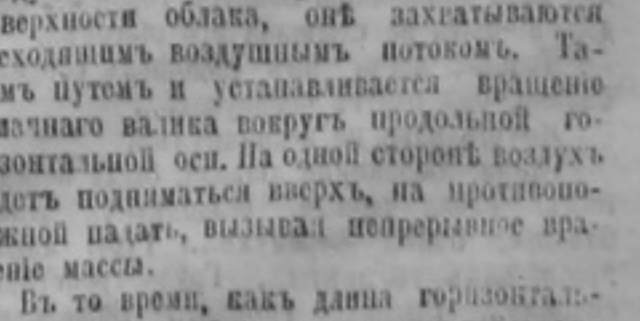 верхности облака, онѣ захватываются
сходящимъ воздушнымъ потокомъ. Та-
мъ путемъ и устанавливается вращеніе
лачнаго валика вокругъ продольной го-
зонтальной оси. На одной сторонѣ воздухъ
детъ подниматься вверхъ, на противопо-
жной падать, вызывая непрерывное вра-
еніе массы.
Въ то время, какъ длина горизонталь-